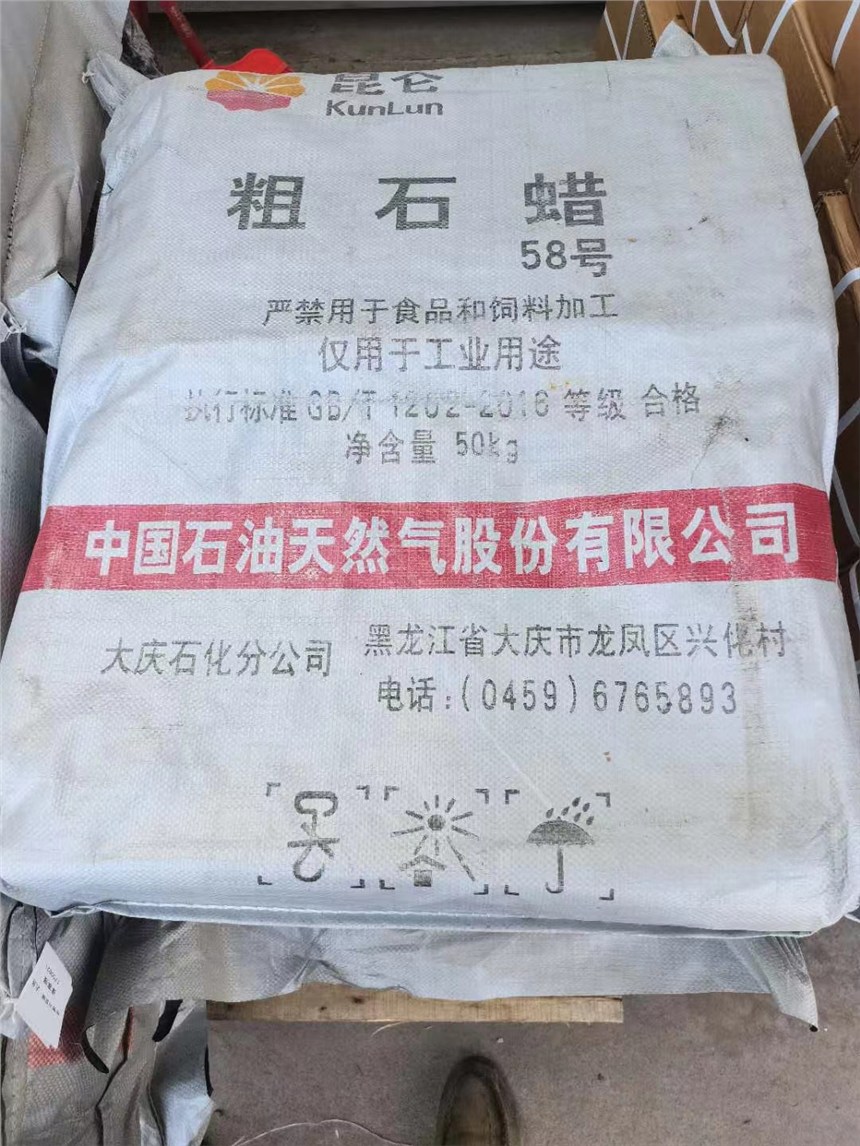 昆仑
KunLun
粗石蜡
58号
严禁用于食品和饲料加工
仅用于工业用途
执行标准 GB/T 1202-2016 等级 合格
净含量 50kg
中国石油天然气股份有限公司
大庆石化分公司
黑龙江省大庆市龙凤区兴化村
电话:(0459)6765893